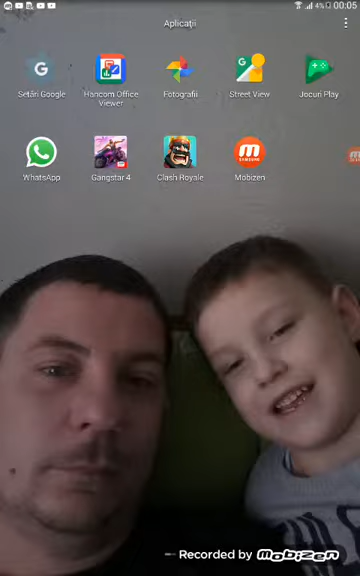 4% 00:05
Aplicații
G
Setări Google
Hancom Office
Viewer
Fotografii
Street View
Jocuri Play
WhatsApp
Gangstar 4
Clash Royale
Mobizen
Recorded by Mobizen